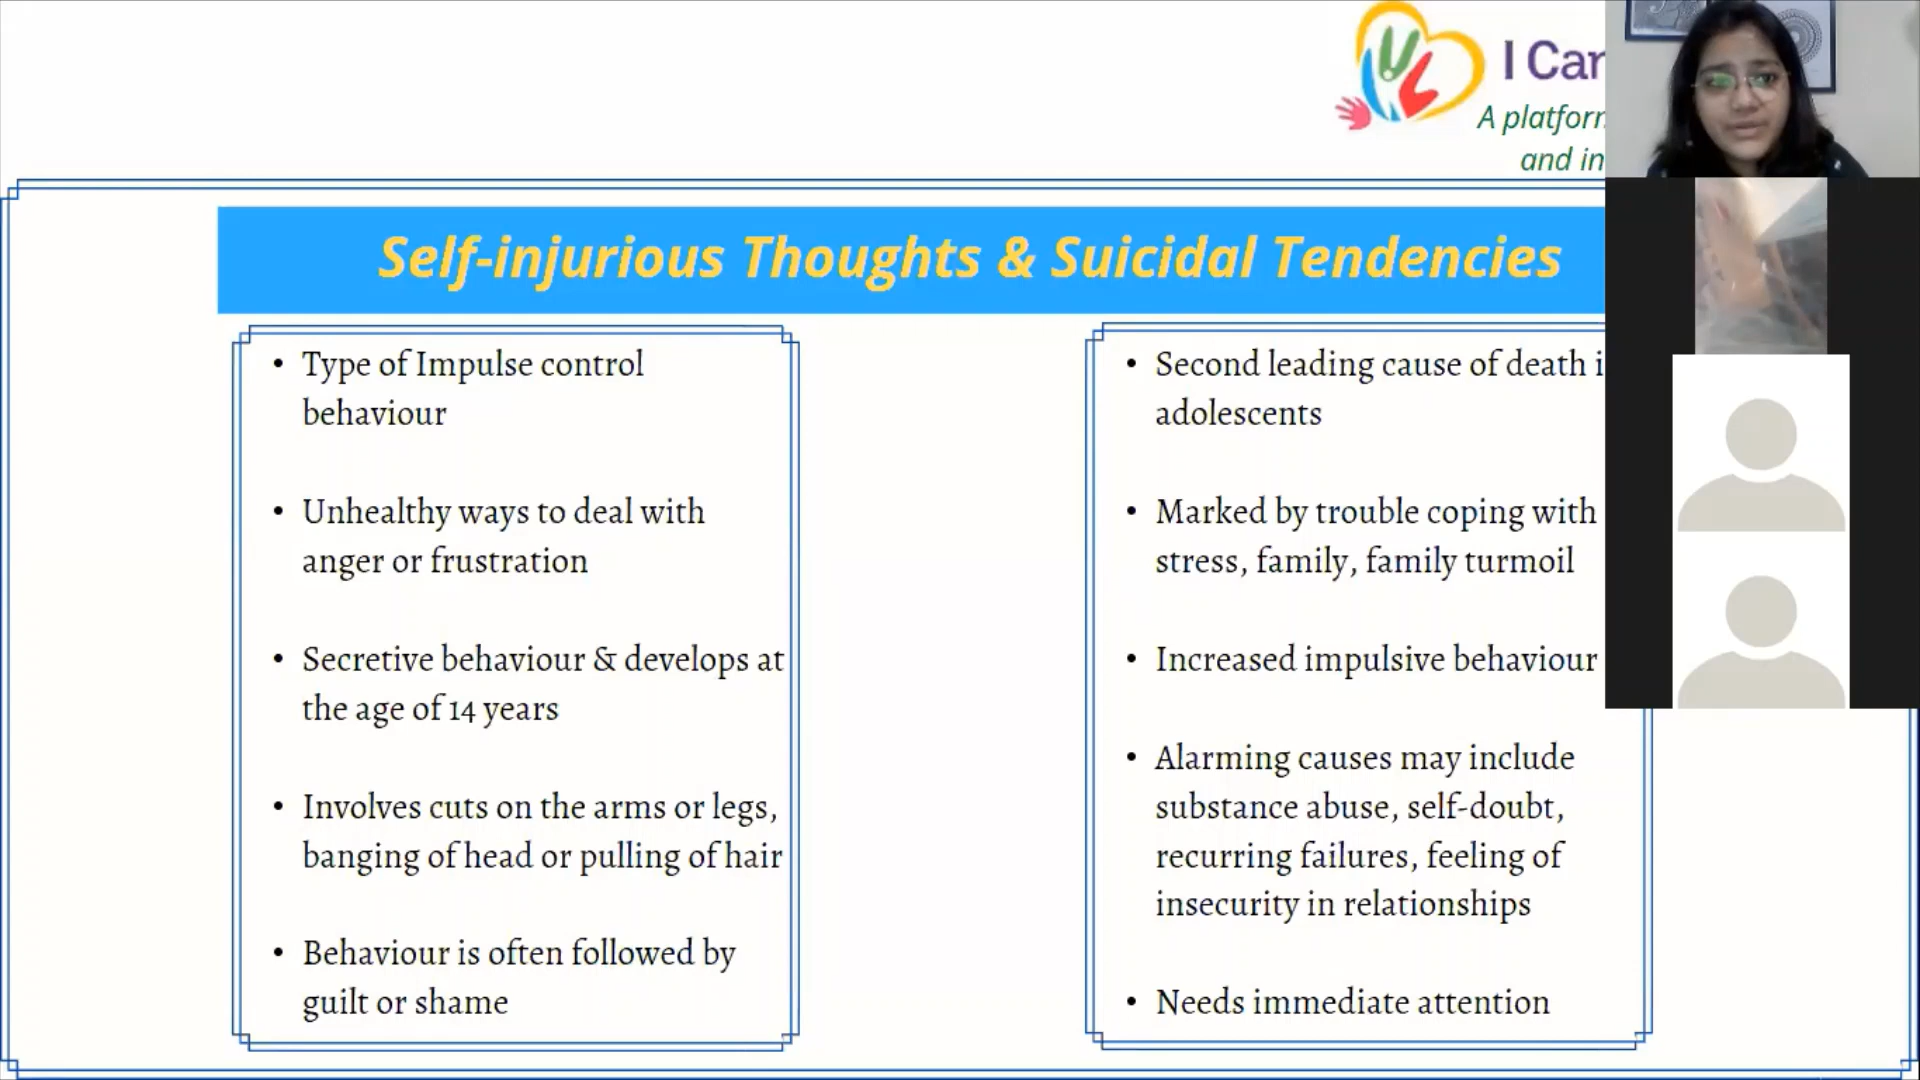 I Car
A platform
and in
Self-injurious Thoughts & Suicidal Tendencies
• Type of Impulse control
behaviour
• Unhealthy ways to deal with
anger or frustration
• Secretive behaviour & develops at
the age of 14 years
• Involves cuts on the arms or legs,
banging of head or pulling of hair
• Behaviour is often followed by
guilt or shame
• Second leading cause of death i
adolescents
• Marked by trouble coping with
stress, family, family turmoil
• Increased impulsive behaviour
• Alarming causes may include
substance abuse, self-doubt,
recurring failures, feeling of
insecurity in relationships
• Needs immediate attention